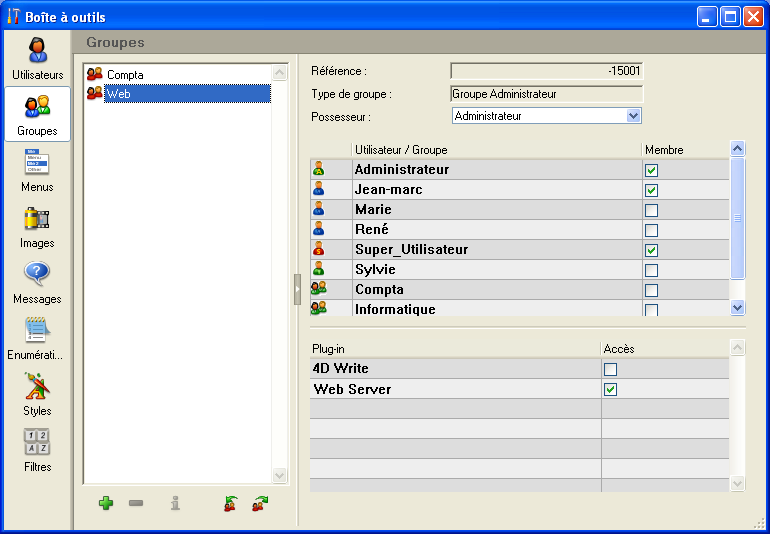 Boîte à outils
Utilisateurs
Groupes
Menus
Images
Messages
Enumérati...
Styles
Filtres
Groupes
Compta
Web
Référence :
-15001
Type de groupe :
Groupe Administrateur
Possesseur :
Administrateur
Utilisateur / Groupe Membre
Administrateur
Jean-marc
Marie
René
Super_Utilisateur
Sylvie
Compta
Informatique
Plug-in Accès
4D Write
Web Server